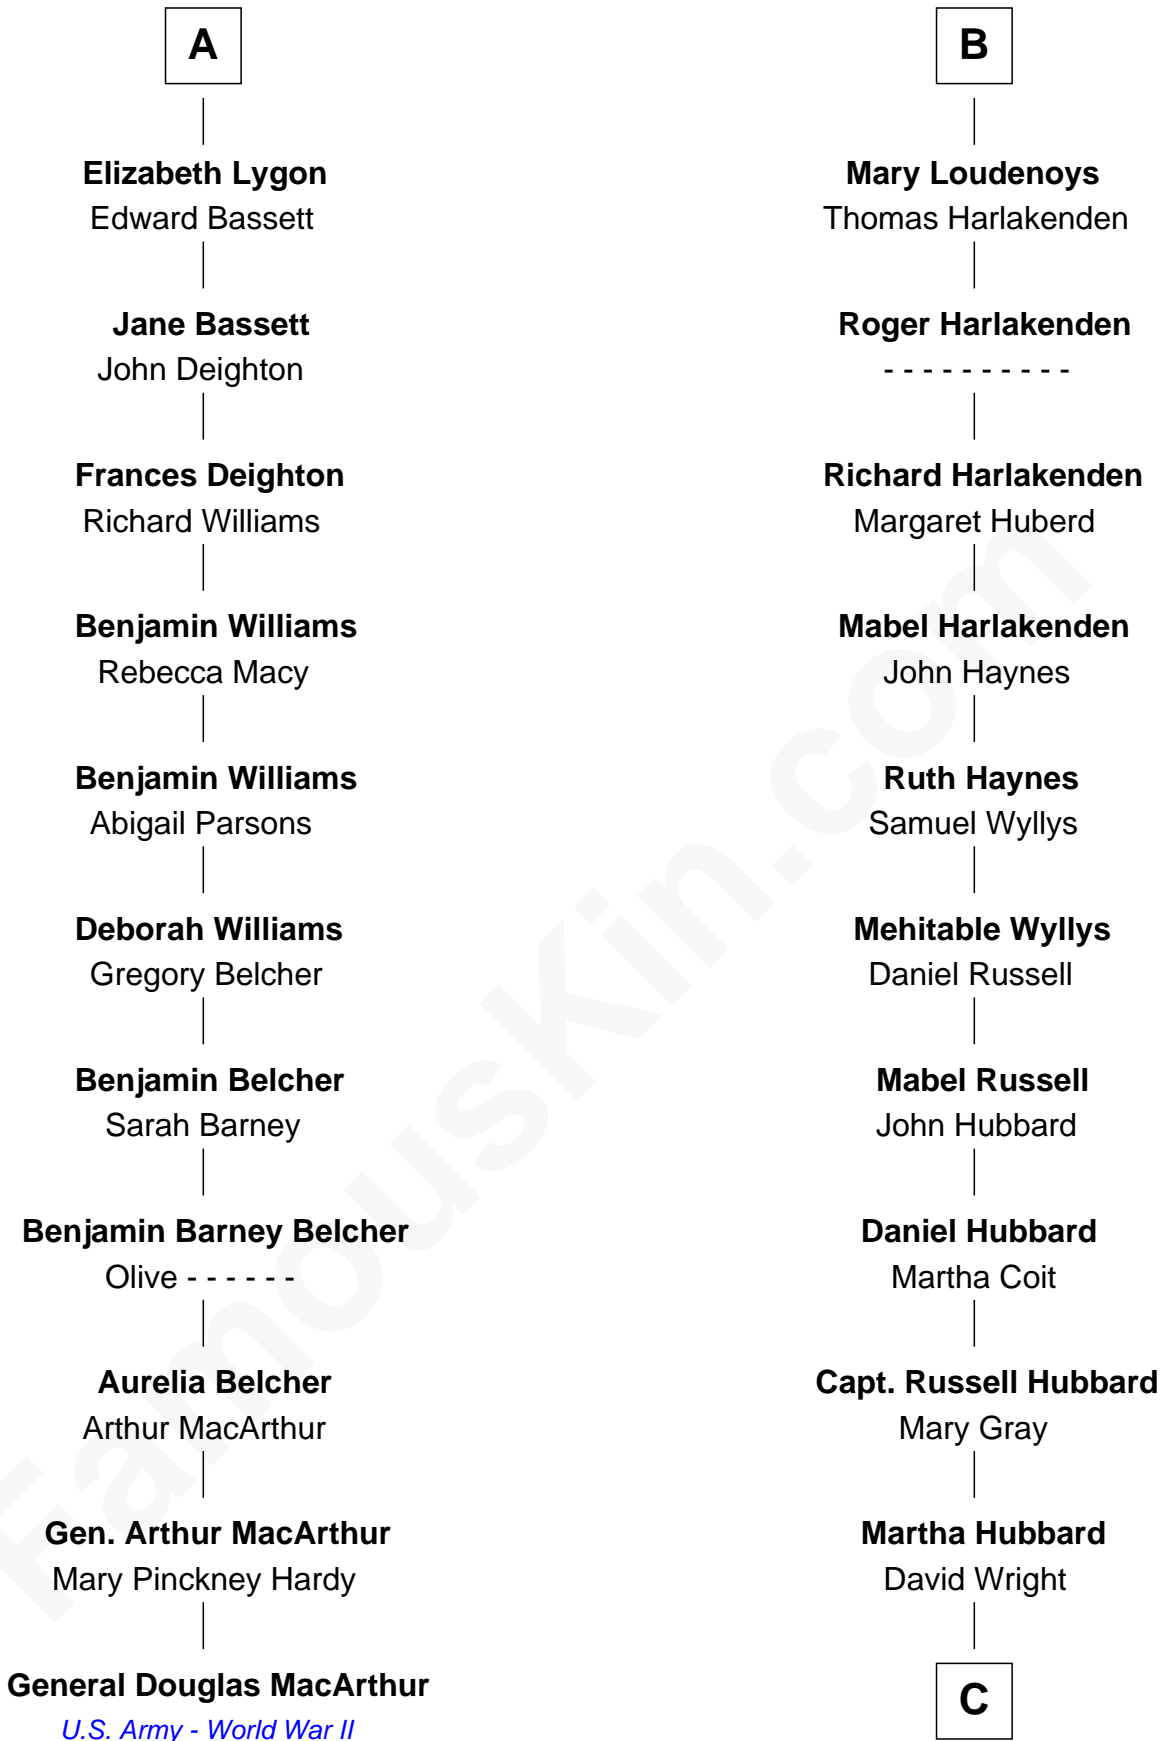 A
Elizabeth Lygon
Edward Bassett
Jane Bassett
John Deighton
Frances Deighton
Richard Williams
Benjamin Williams
Rebecca Macy
Benjamin Williams
Abigail Parsons
Deborah Williams
Gregory Belcher
Benjamin Belcher
Sarah Barney
Benjamin Barney Belcher
Olive - - - - - -
Aurelia Belcher
Arthur MacArthur
Gen. Arthur MacArthur
Mary Pinckney Hardy
General Douglas MacArthur
U.S. Army - World War II
B
Mary Loudenoys
Thomas Harlakenden
Roger Harlakenden
- - - - - - - - - -
Richard Harlakenden
Margaret Huberd
Mabel Harlakenden
John Haynes
Ruth Haynes
Samuel Wyllys
Mehitable Wyllys
Daniel Russell
Mabel Russell
John Hubbard
Daniel Hubbard
Martha Coit
Capt. Russell Hubbard
Mary Gray
Martha Hubbard
David Wright
C
FamousKin.com